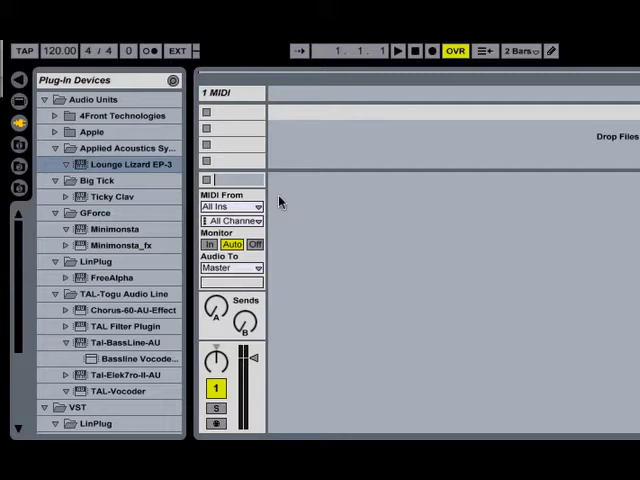 TAP 120.00 4 / 4 0 EXT 1. 1. 1 OVR 2 Bars
Plug-In Devices
Audio Units
4Front Technologies
Apple
Applied Acoustics Sy...
Lounge Lizard EP-3
Big Tick
Ticky Clav
GForce
Minimonsta
Minimonsta_fx
LinPlug
FreeAlpha
TAL-Togu Audio Line
Chorus-60-AU-Effect
TAL Filter Plugin
Tal-BassLine-AU
Bassline Vocode...
Tal-Elek7ro-II-AU
TAL-Vocoder
VST
LinPlug
1 MIDI
MIDI From
All Ins
All Channe
Monitor
In Auto Off
Audio To
Master
Sends
A
B
1
S
Drop Files